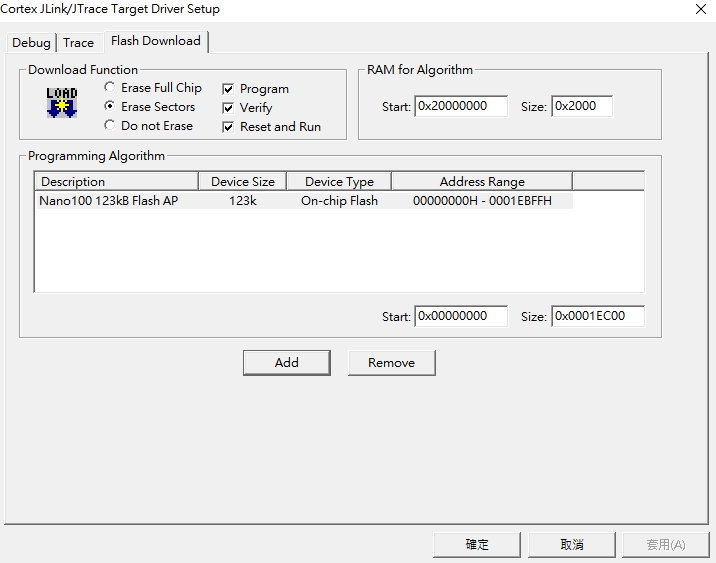 Cortex JLink/JTrace Target Driver Setup
Debug Trace Flash Download
Download Function
LOAD
Erase Full Chip
Erase Sectors
Do not Erase
Program
Verify
Reset and Run
RAM for Algorithm
Start: 0x20000000 Size: 0x2000
Programming Algorithm
Description Device Size Device Type Address Range
Nano100 123kB Flash AP 123k On-chip Flash 00000000H - 0001EBFFH
Start: 0x00000000 Size: 0x0001EC00
Add Remove
確定 取消 套用(A)